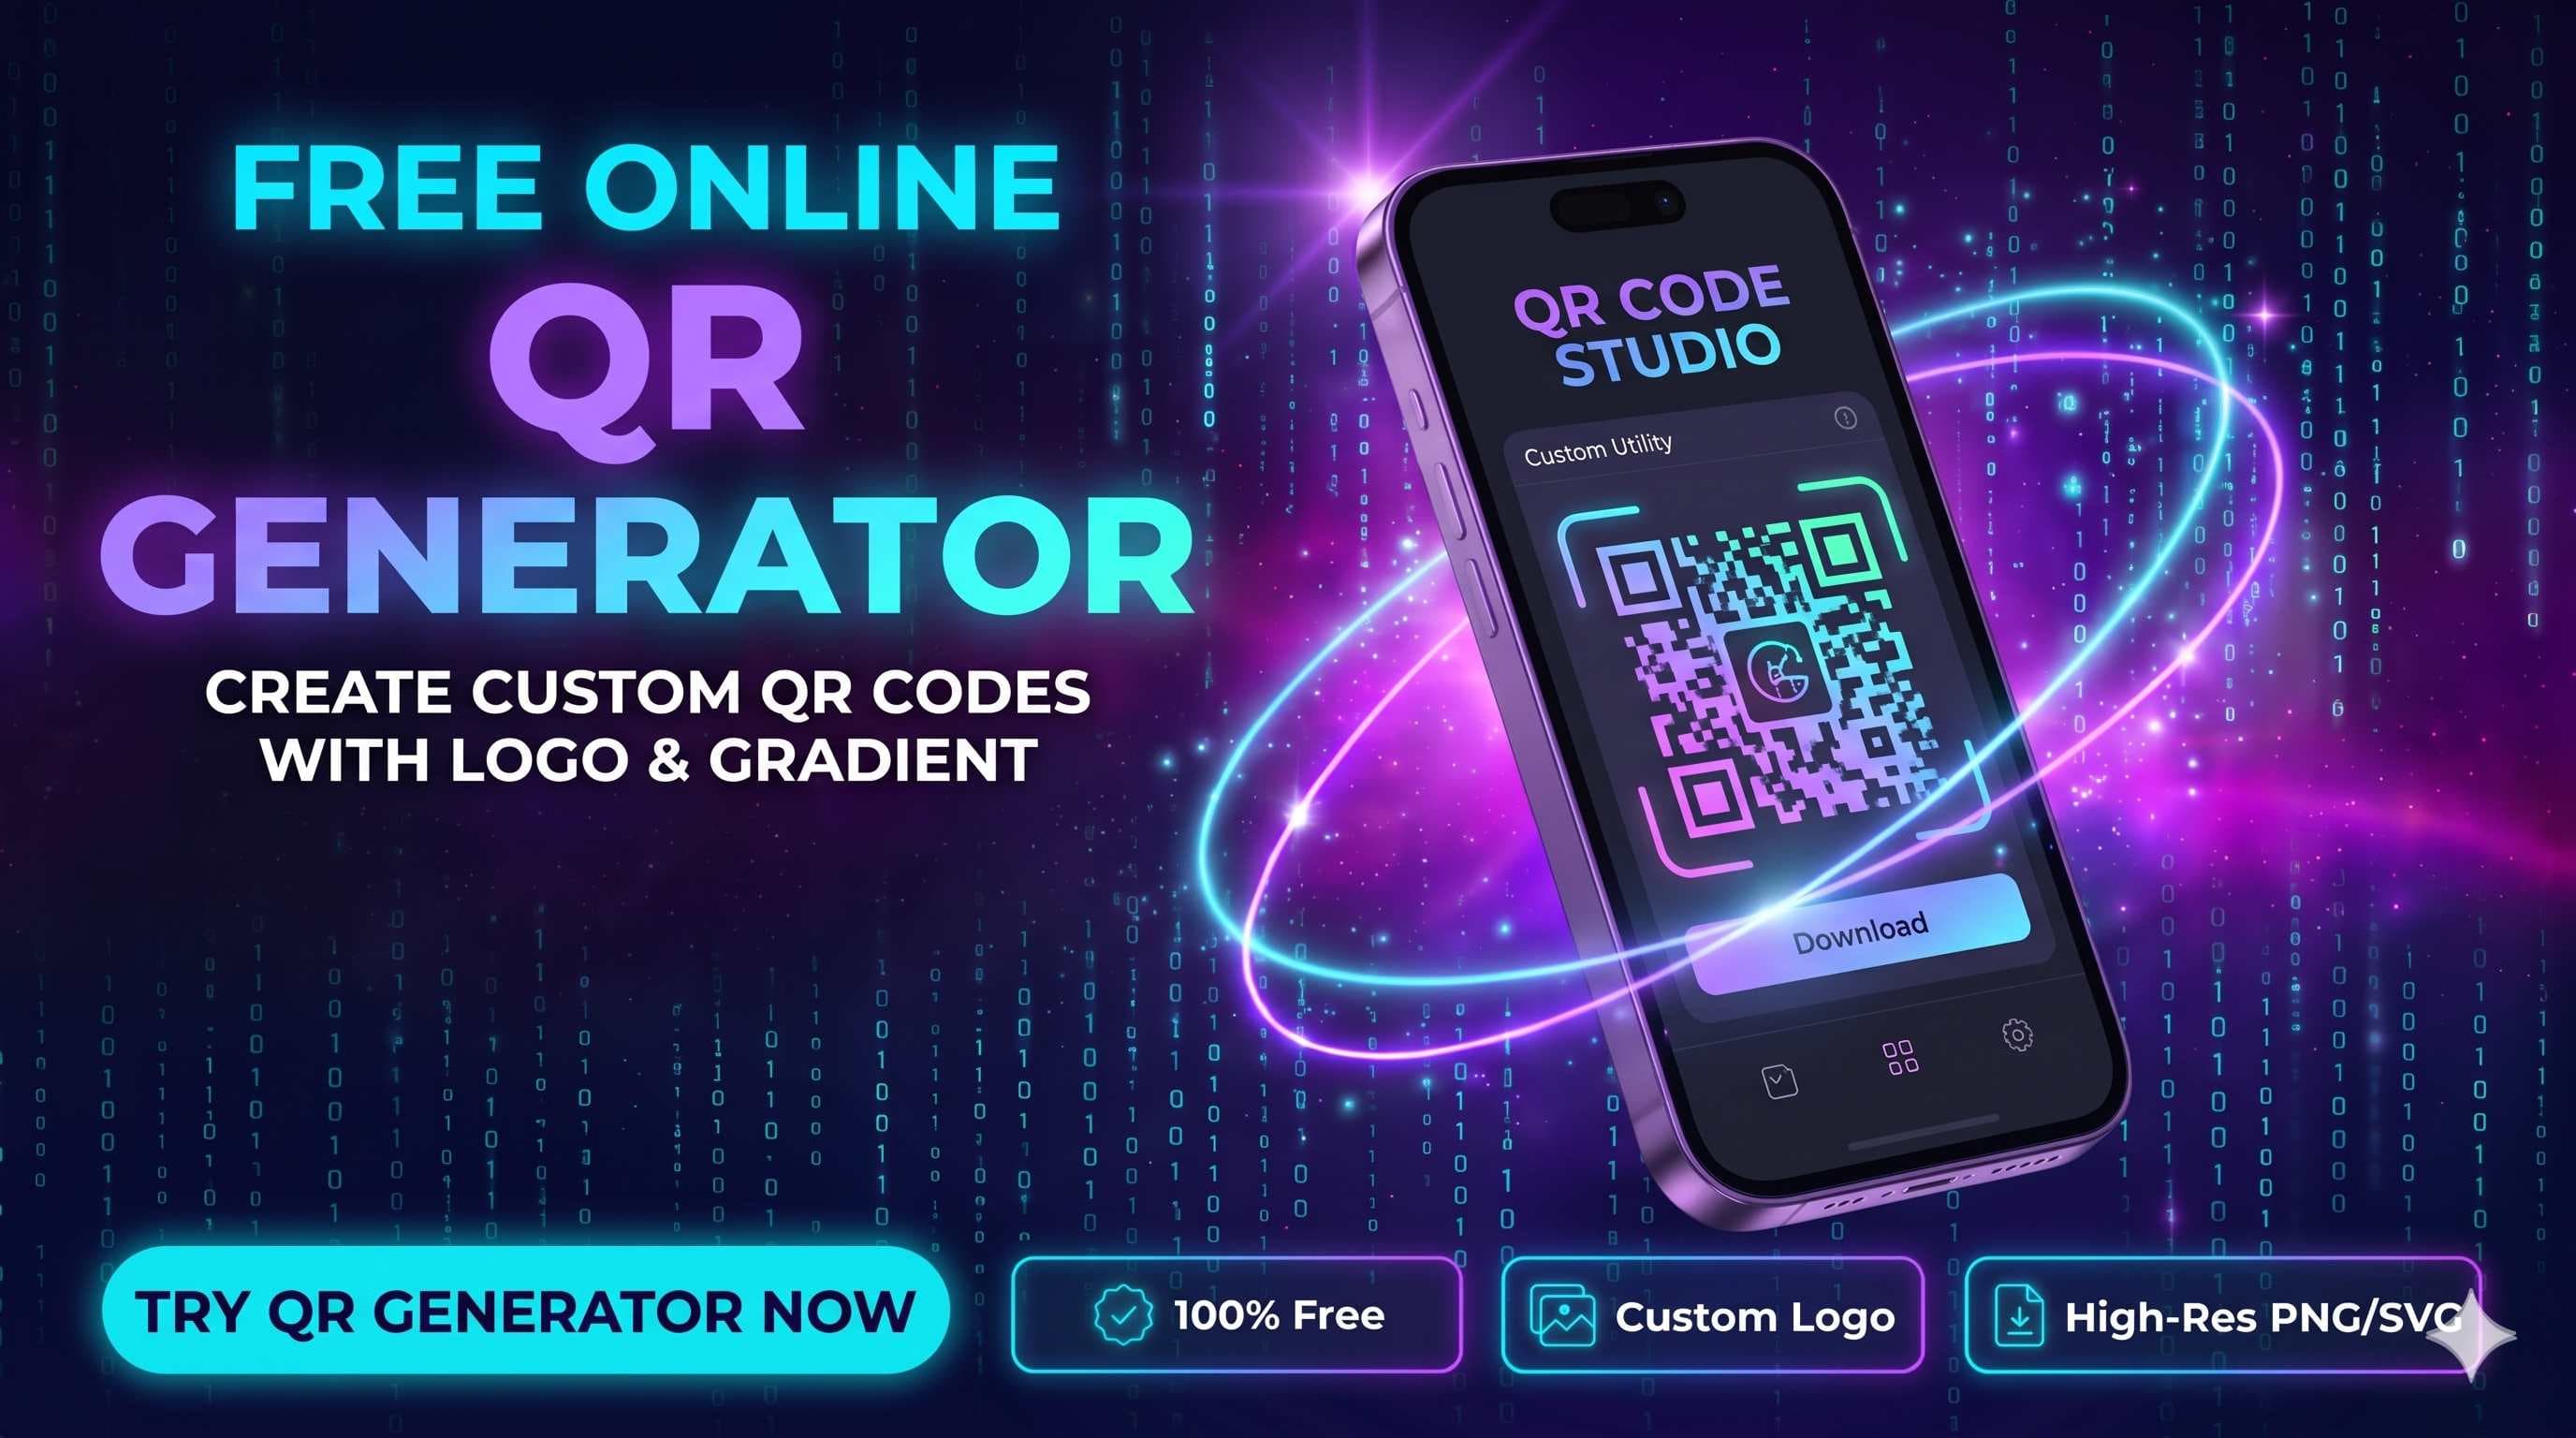 FREE ONLINE
QR
GENERATOR
CREATE CUSTOM QR CODES
WITH LOGO & GRADIENT
QR CODE
STUDIO
Custom Utility
Download
TRY QR GENERATOR NOW
100% Free
Custom Logo
High-Res PNG/SVG